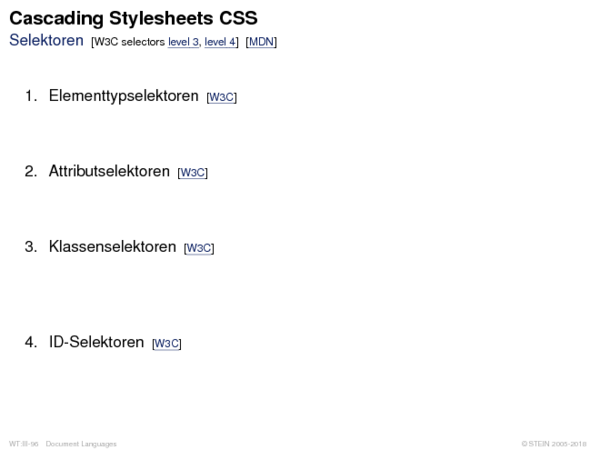 Cascading Stylesheets CSS
Selektoren [W3C selectors level 3, level 4] [MDN]
1. Elementtypselektoren [W3C]
2. Attributselektoren [W3C]
3. Klassenselektoren [W3C]
4. ID-Selektoren [W3C]
WT:III-96 Document Languages © STEIN 2005-2018